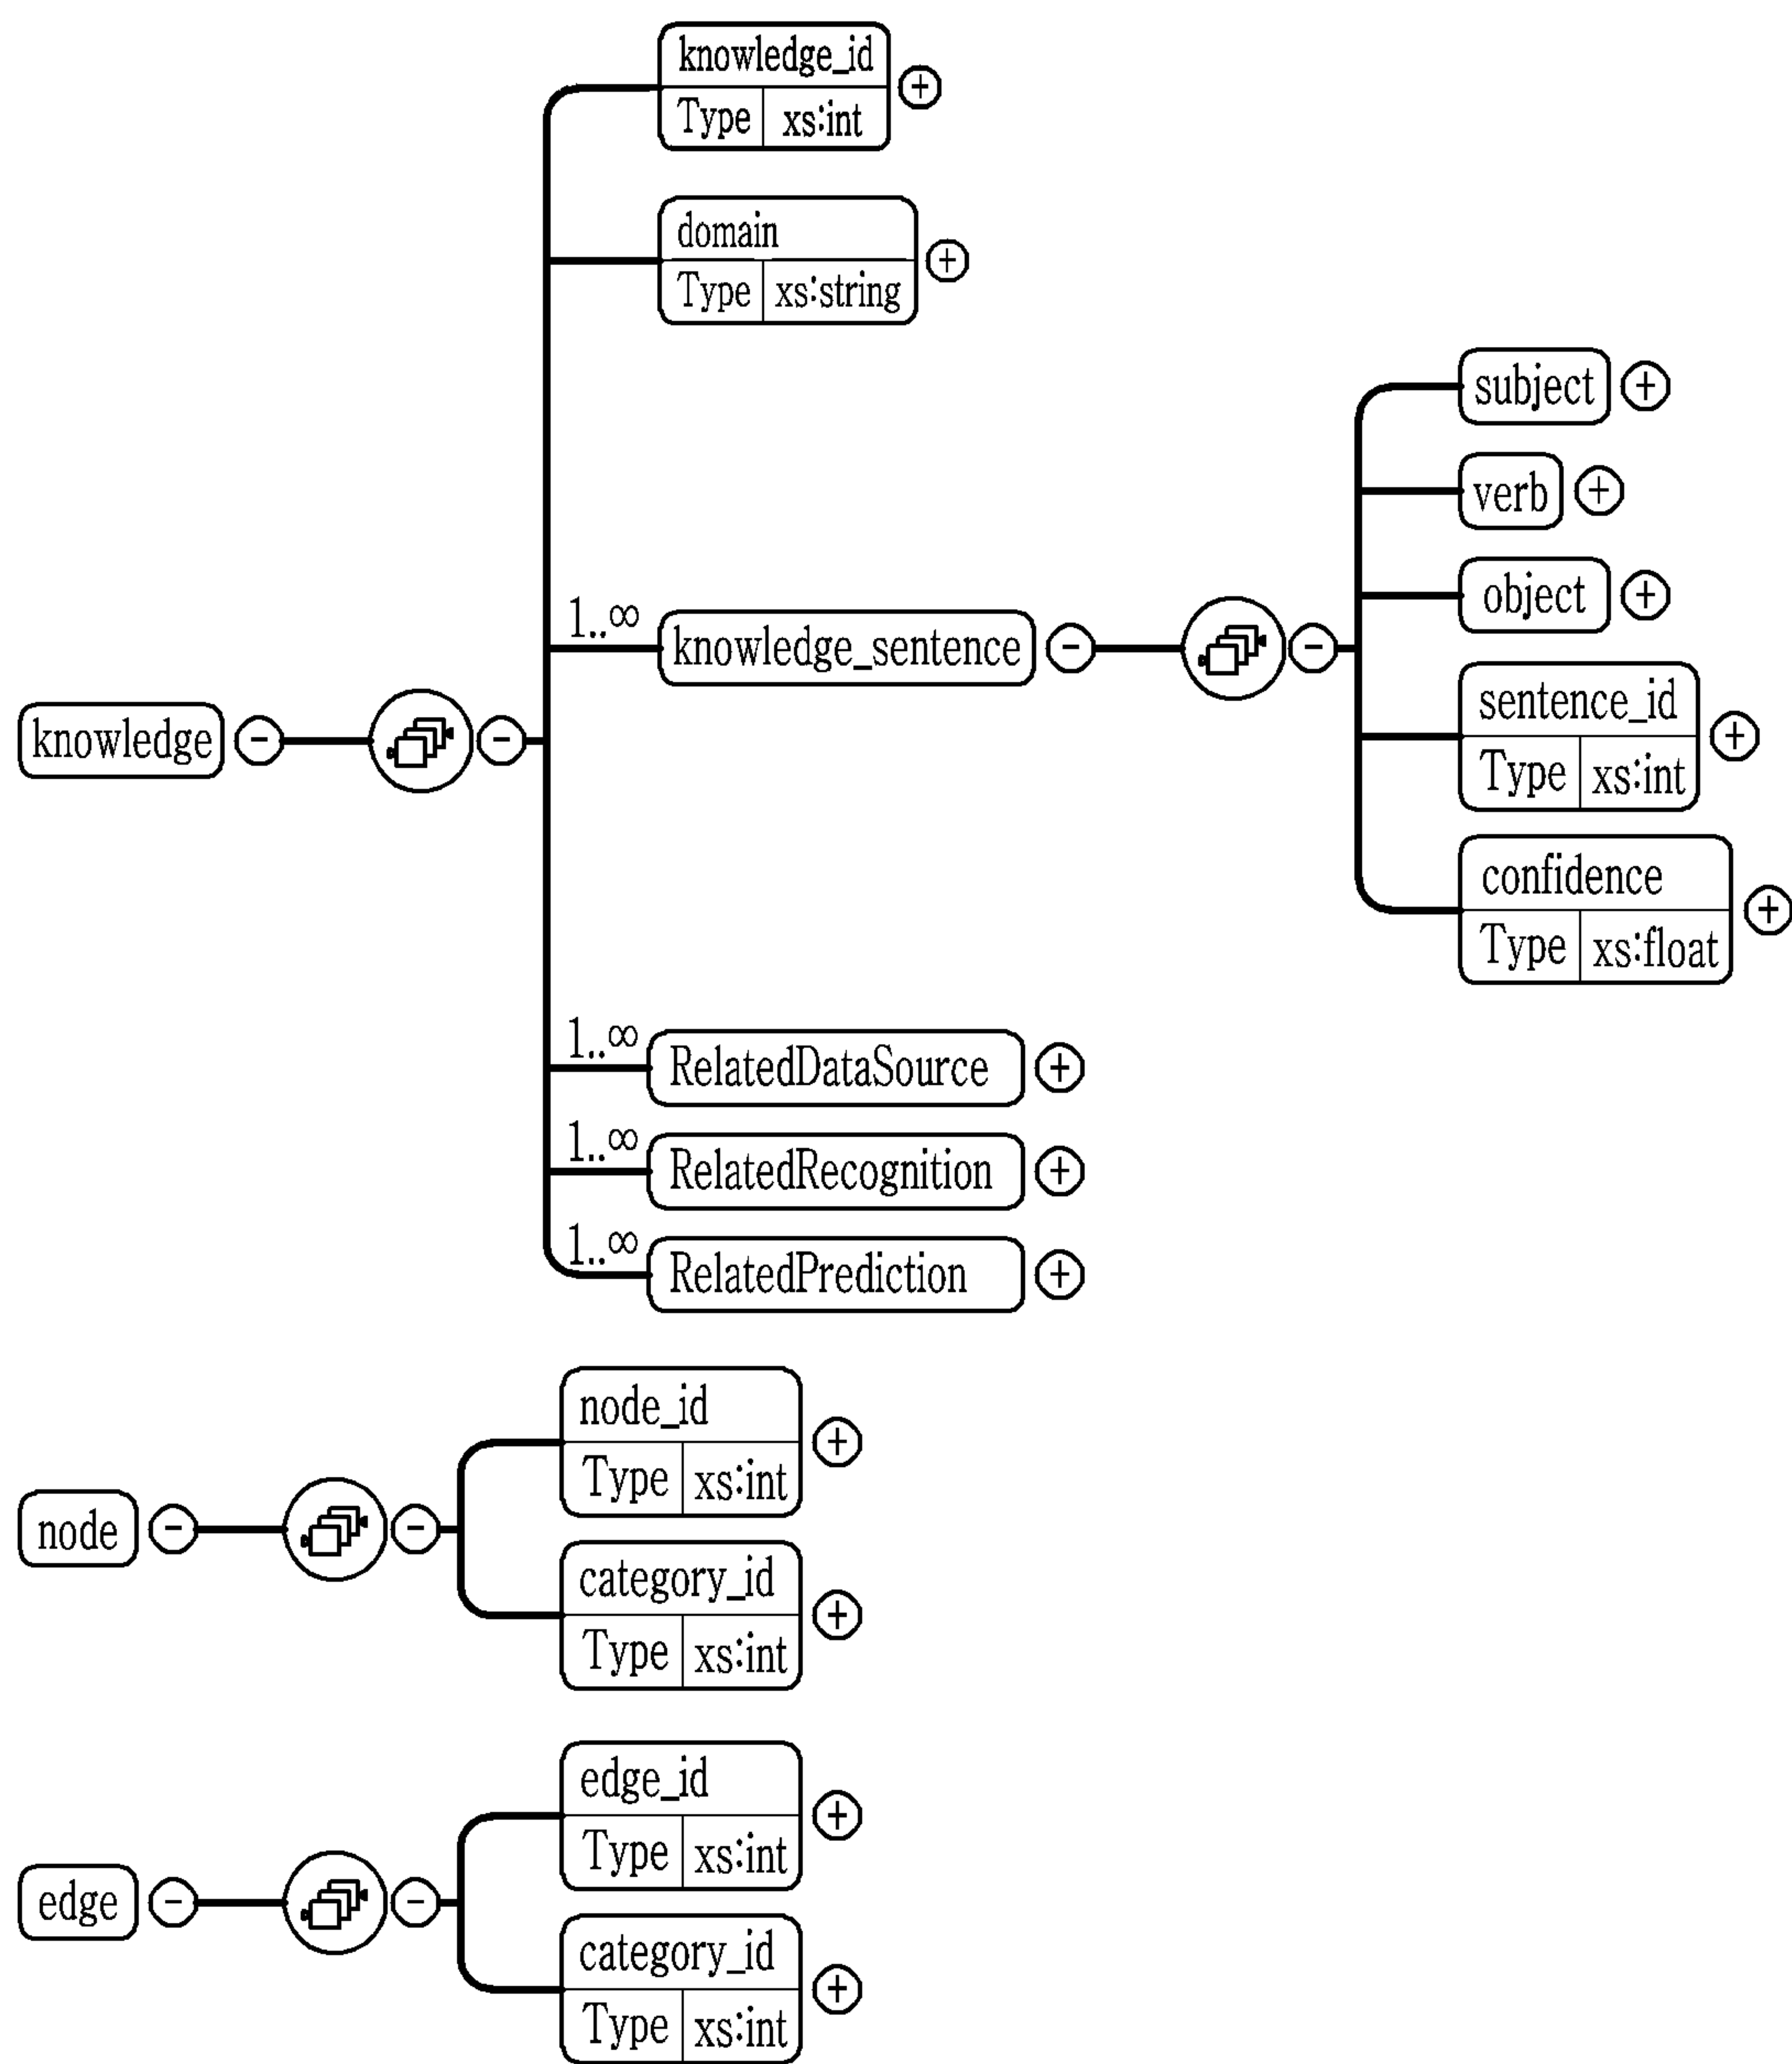 knowledge_id
Type xs:int
domain
Type xs:string
subject
verb
object
1..∞
knowledge_sentence
sentence_id
Type xs:int
knowledge
confidence
Type xs:float
1..∞
RelatedDataSource
1..∞
RelatedRecognition
1..∞
RelatedPrediction
node_id
Type xs:int
node
category_id
Type xs:int
edge_id
Type xs:int
edge
category_id
Type xs:int